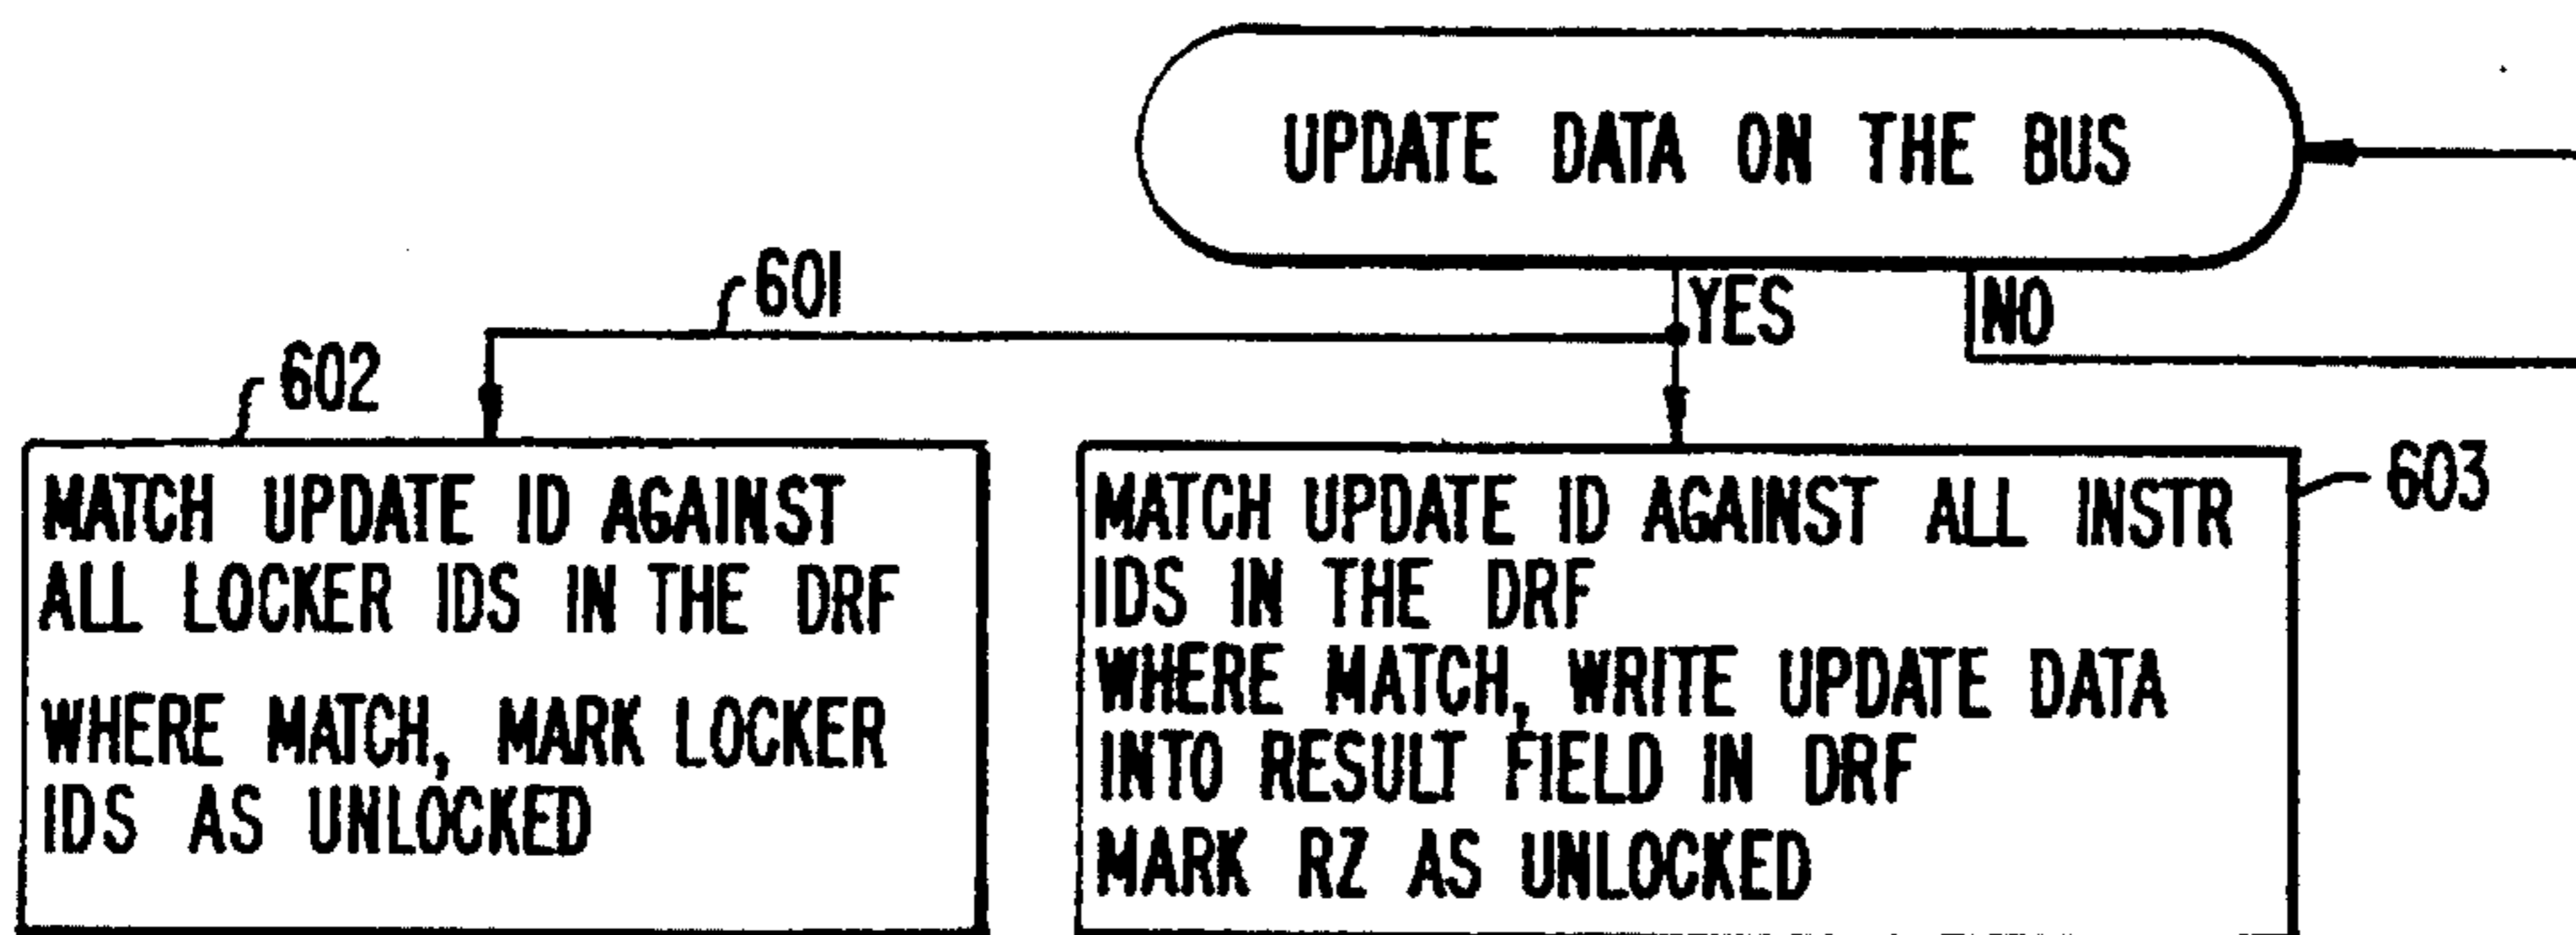 UPDATE DATA ON THE BUS
601
YES
NO
602
MATCH UPDATE ID AGAINST
ALL LOCKER IDS IN THE DRF
WHERE MATCH, MARK LOCKER
IDS AS UNLOCKED
603
MATCH UPDATE ID AGAINST ALL INSTR
IDS IN THE DRF
WHERE MATCH, WRITE UPDATE DATA
INTO RESULT FIELD IN DRF
MARK RZ AS UNLOCKED